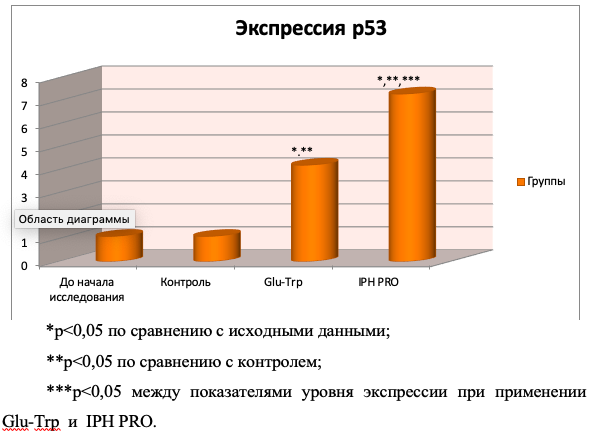 Экспрессия p53
8
7
6
5
4
3
Область диаграммы
1
0
*.**
*,**,***
Группы
До начала
исследования
Контроль
Glu-Trp
IPH PRO
*p<0,05 по сравнению с исходными данными;
**p<0,05 по сравнению с контролем;
***p<0,05 между показателями уровня экспрессии при применении
Glu-Trp и IPH PRO.